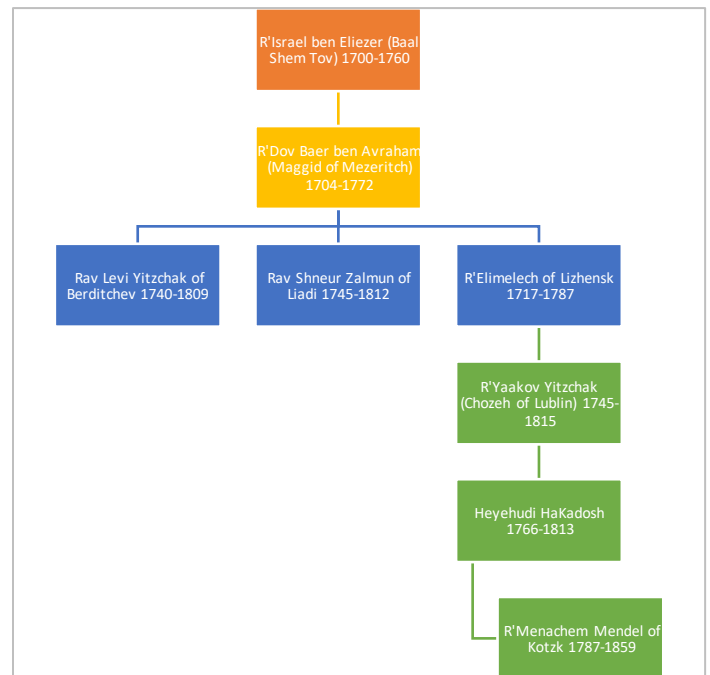 R'Israel ben Eliezer (Baal
Shem Tov) 1700-1760
R'Dov Baer ben Avraham
(Maggid of Mezeritch)
1704-1772
Rav Levi Yitzchak of
Berditchev 1740-1809
Rav Shneur Zalmun of
Liadi 1745-1812
R'Elimelech of Lizhensk
1717-1787
R'Yaakov Yitzchak
(Chozeh of Lublin) 1745-
1815
Heyehudi HaKadosh
1766-1813
R'Menachem Mendel of
Kotzk 1787-1859